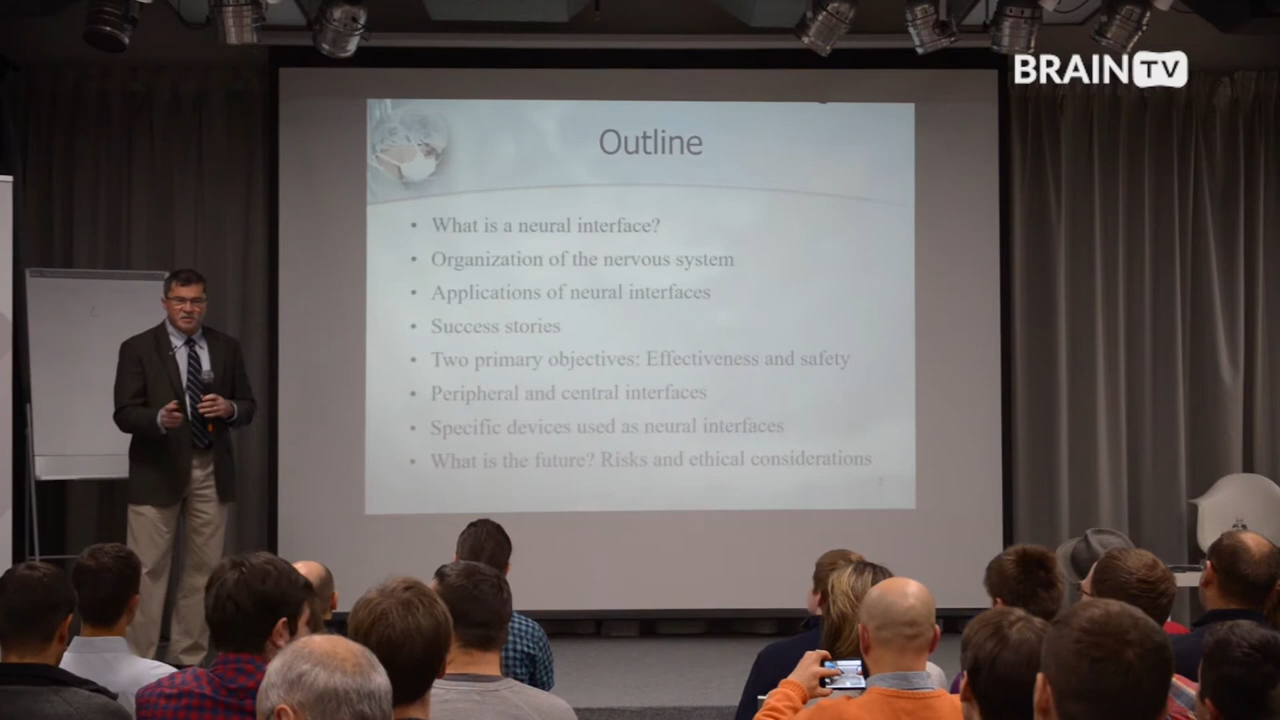 BRAIN TV
Outline
• What is a neural interface?
• Organization of the nervous system
• Applications of neural interfaces
• Success stories
• Two primary objectives: Effectiveness and safety
• Peripheral and central interfaces
• Specific devices used as neural interfaces
• What is the future? Risks and ethical considerations
2